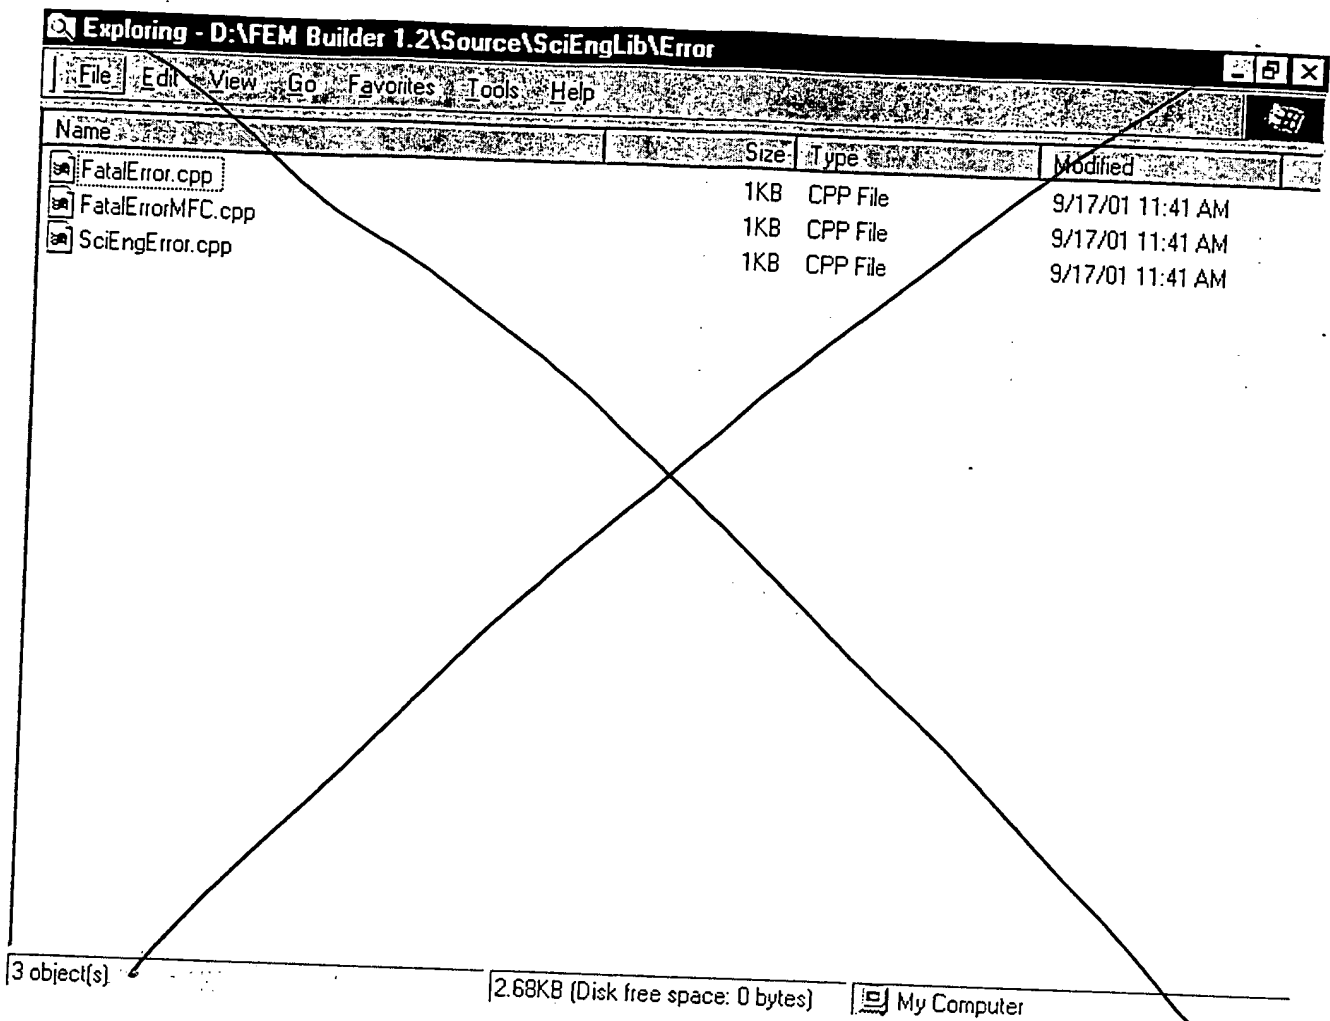 Exploring - D:\FEM Builder 1.2\Source\SciEngLib\Error
File Edit View Go Favorites Tools Help
Name Size Type Modified
FatalError.cpp 1KB CPP File 9/17/01 11:41 AM
FatalErrorMFC.cpp 1KB CPP File 9/17/01 11:41 AM
SciEngError.cpp 1KB CPP File 9/17/01 11:41 AM
3 object(s) 2.68KB (Disk free space: 0 bytes) My Computer